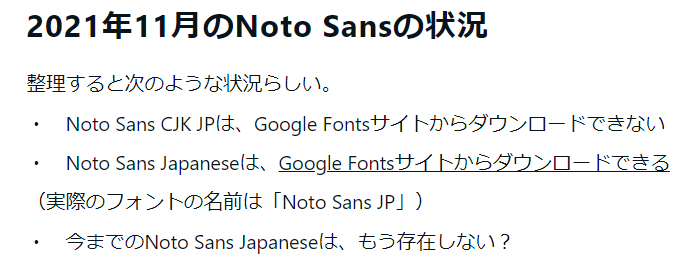 2021年11月のNoto Sansの状況
整理すると次のような状況らしい。
・ Noto Sans CJK JPは、Google Fontsサイトからダウンロードできない
・ Noto Sans Japaneseは、Google Fontsサイトからダウンロードできる
（実際のフォントの名前は「Noto Sans JP」）
・ 今までのNoto Sans Japaneseは、もう存在しない？